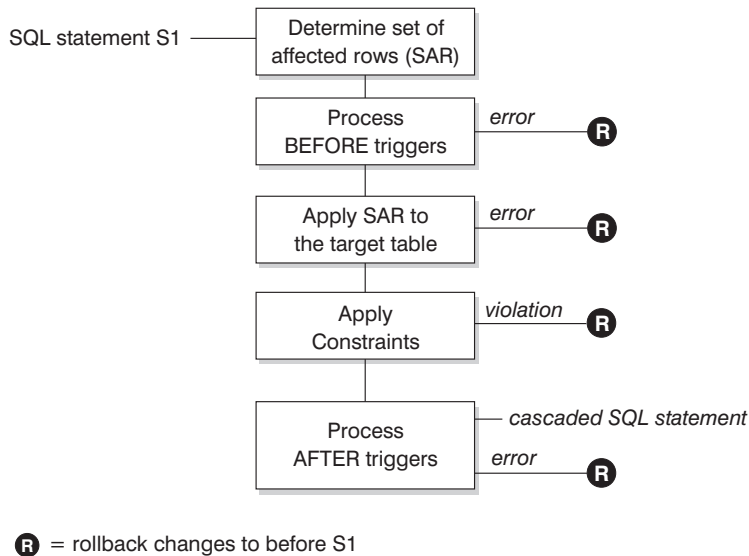 SQL statement S1
Determine set of
affected rows (SAR)
Process
BEFORE triggers
error
R
Apply SAR to
the target table
error
R
Apply
Constraints
violation
R
Process
AFTER triggers
cascaded SQL statement
error
R
R = rollback changes to before S1